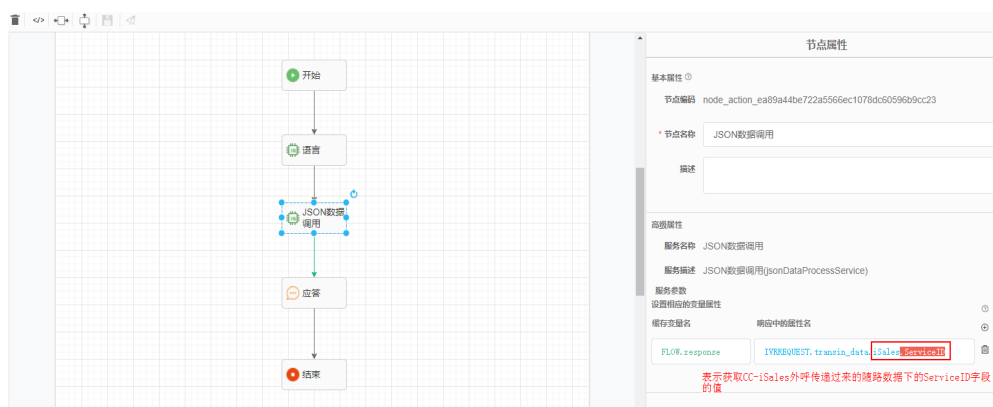 节点属性
开始
基本属性
节点编码 node_action_ea89a44be722a5566ec1078dc60596b9cc23
* 节点名称 JSON数据调用
语言
描述
JSON数据
调用
高级属性
服务名称 JSON数据调用
服务描述 JSON数据调用(jsonDataProcessService)
应答
服务参数
设置相应的变量属性
缓存变量名 响应中的属性名
FLOW.response IVRREQUEST.transin_data.iSales.ServiceID
结束
表示获取CC-iSales外呼传递过来的随路数据下的ServiceID字段
的值